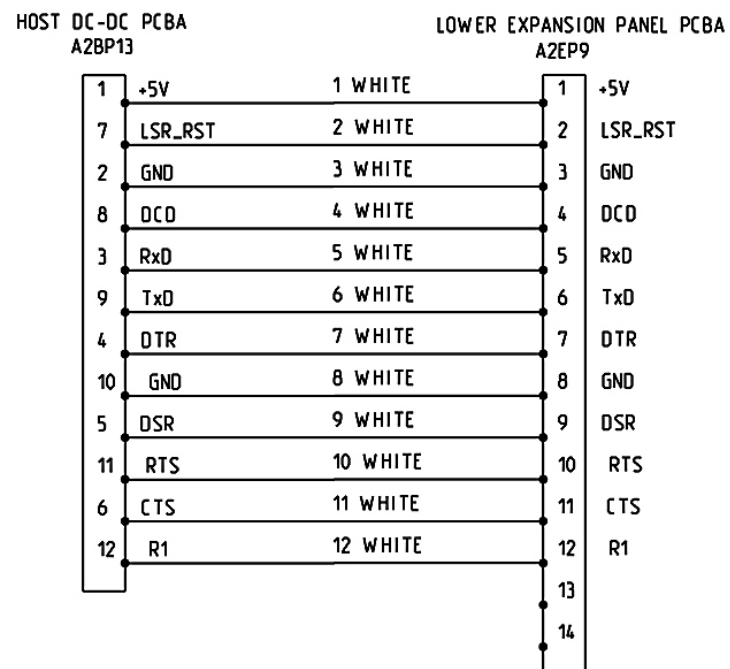 HOST DC-DC PCBA LOWER EXPANSION PANEL PCBA
A2BP13 A2EP9
1 +5V 1 WHITE 1 +5V
7 LSR_RST 2 WHITE 2 LSR_RST
2 GND 3 WHITE 3 GND
8 DCD 4 WHITE 4 DCD
3 RxD 5 WHITE 5 RxD
9 TxD 6 WHITE 6 TxD
4 DTR 7 WHITE 7 DTR
10 GND 8 WHITE 8 GND
5 DSR 9 WHITE 9 DSR
11 RTS 10 WHITE 10 RTS
6 CTS 11 WHITE 11 CTS
12 R1 12 WHITE 12 R1
13
14